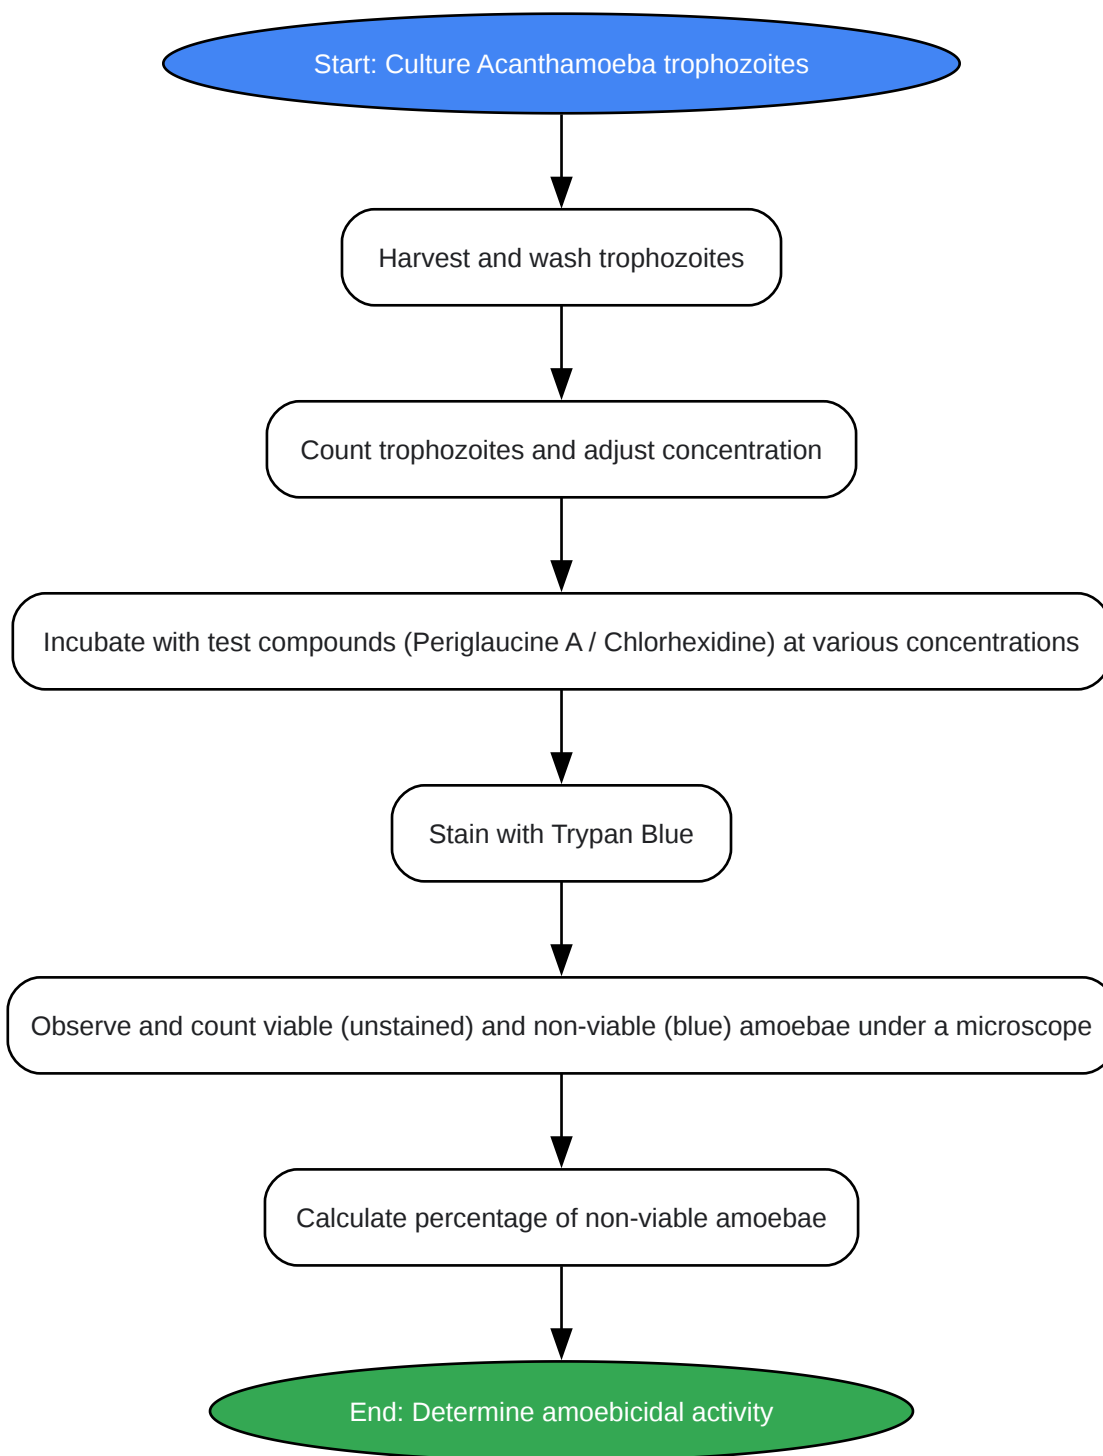 Start: Culture Acanthamoeba trophozoites
Harvest and wash trophozoites
Count trophozoites and adjust concentration
Incubate with test compounds (Periglaucine A / Chlorhexidine) at various concentrations
Stain with Trypan Blue
Observe and count viable (unstained) and non-viable (blue) amoebae under a microscope
Calculate percentage of non-viable amoebae
End: Determine amoebicidal activity